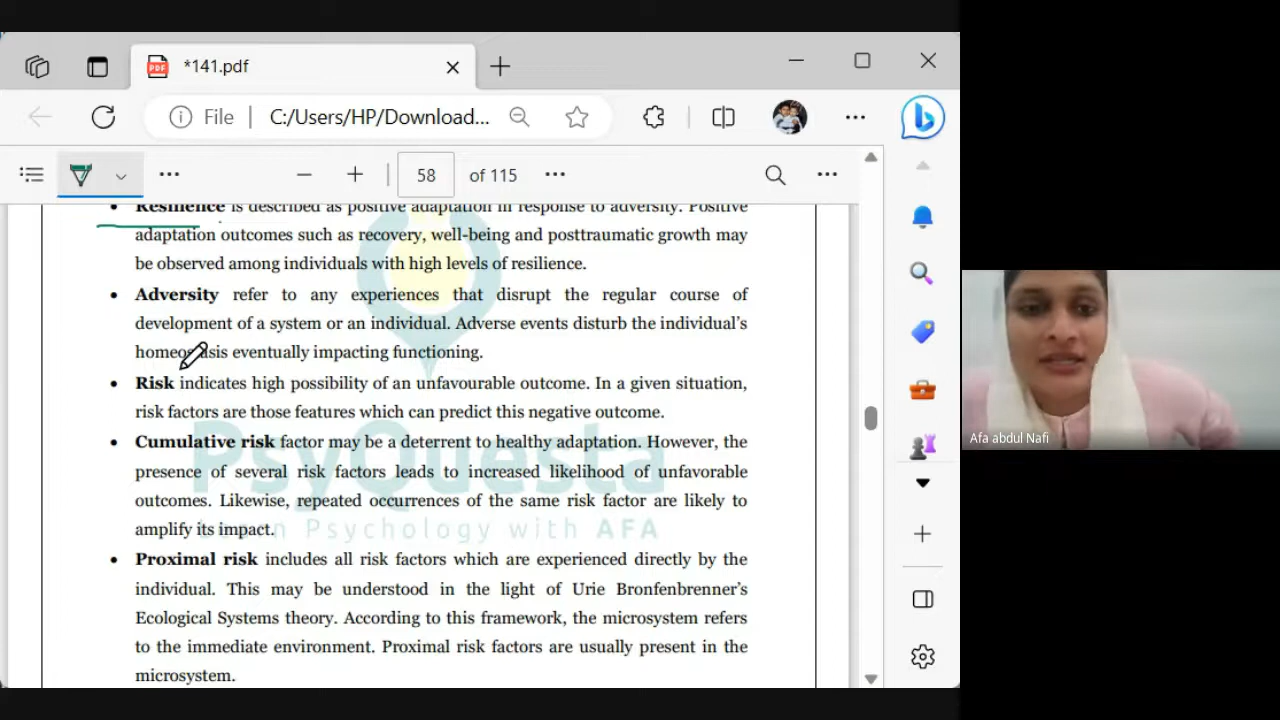 *141.pdf
File
C:/Users/HP/Download...
58 of 115
• Resilience is described as positive adaptation in response to adversity. Positive
adaptation outcomes such as recovery, well-being and posttraumatic growth may
be observed among individuals with high levels of resilience.
• Adversity refer to any experiences that disrupt the regular course of
development of a system or an individual. Adverse events disturb the individual's
homeostasis eventually impacting functioning.
• Risk indicates high possibility of an unfavourable outcome. In a given situation,
risk factors are those features which can predict this negative outcome.
• Cumulative risk factor may be a deterrent to healthy adaptation. However, the
presence of several risk factors leads to increased likelihood of unfavorable
outcomes. Likewise, repeated occurrences of the same risk factor are likely to
amplify its impact.
• Proximal risk includes all risk factors which are experienced directly by the
individual. This may be understood in the light of Urie Bronfenbrenner's
Ecological Systems theory. According to this framework, the microsystem refers
to the immediate environment. Proximal risk factors are usually present in the
microsystem.
PsyQuesta
Learn Psychology with AFA
Afa abdul Nafi
PDF